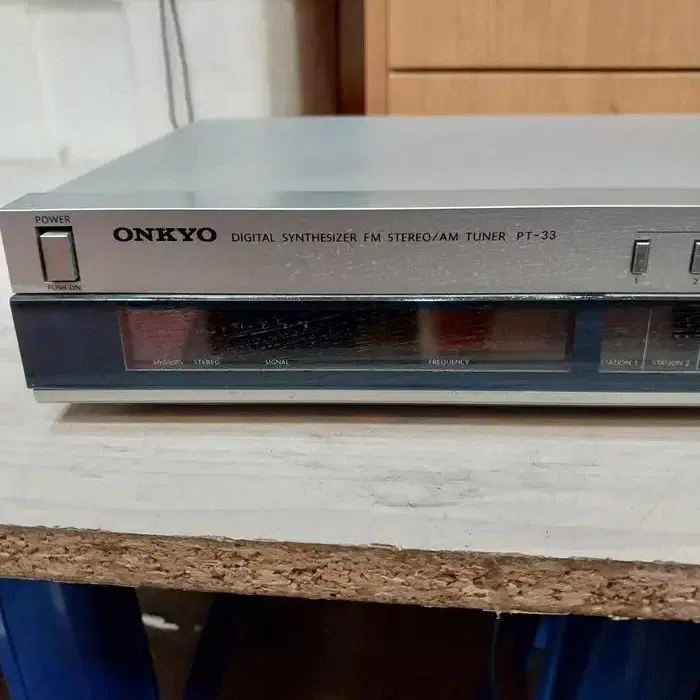 POWER
ONKYO DIGITAL SYNTHESIZER FM STEREO/AM TUNER PT-33
PUSH ON
1 2
STEREO SIGNAL FREQUENCY STATION 1 STATION 2